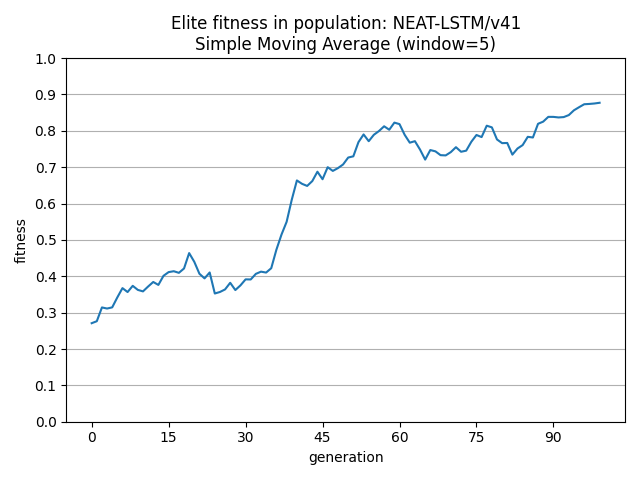 Elite fitness in population: NEAT-LSTM/v41
Simple Moving Average (window=5)
1.0
0.9
0.8
0.7
0.6
0.5
0.4
0.3
0.2
0.1
0.0
fitness
0 15 30 45 60 75 90
generation